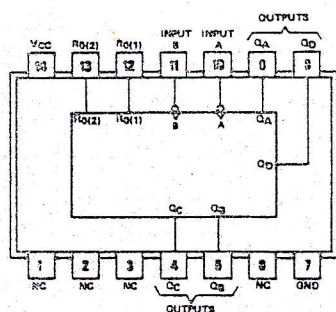 OUTPUTS
INPUT INPUT
VCC R0(2) R0(1) B A QA QD
14 13 12 11 10 9 8
R0(2) R0(1) B A QA
QD
QC QB
1 2 3 4 5 6 7
NC NC NC QC QB NC GND
OUTPUTS